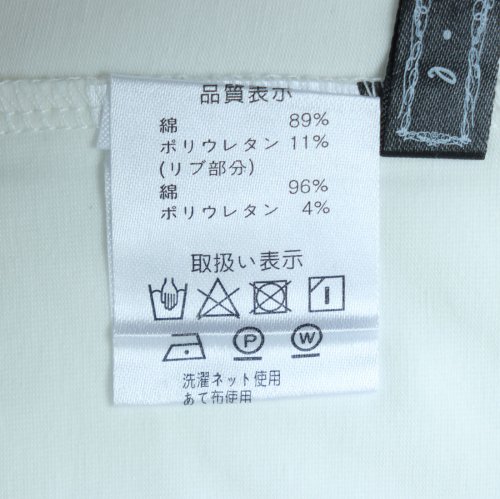 品質表示
綿 89%
ポリウレタン 11%
(リブ部分)
綿 96%
ポリウレタン 4%
取扱い表示
P W
洗濯ネット使用
あて布使用